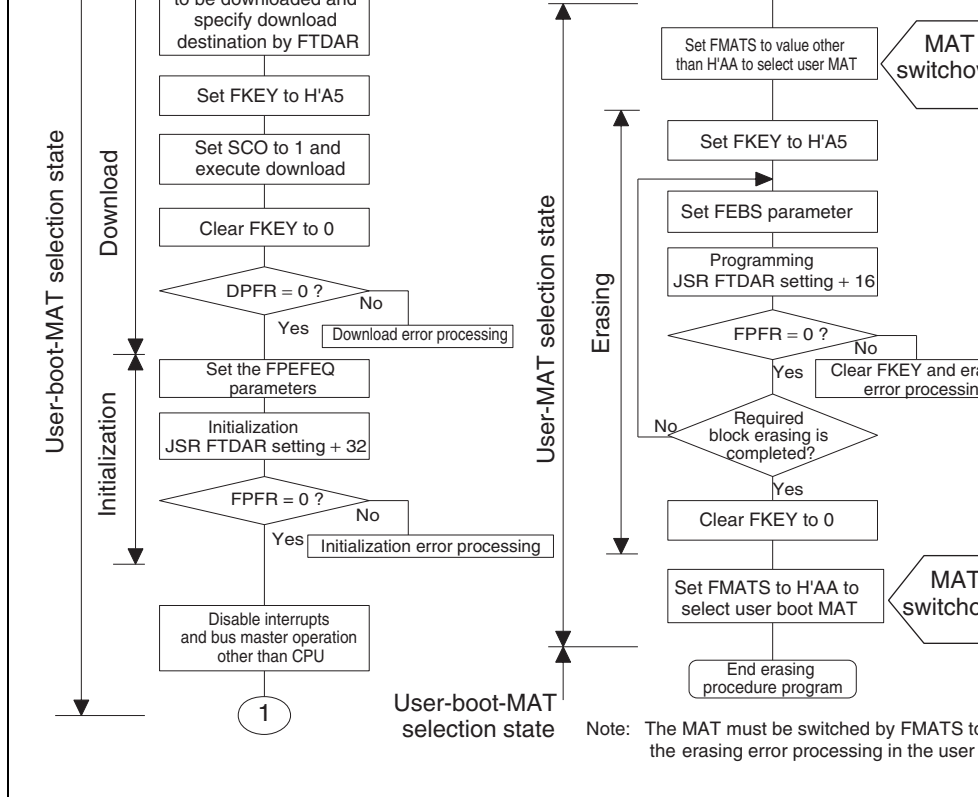 to be downloaded and
specify download
destination by FTDAR
Set FKEY to H'A5
Set SCO to 1 and
execute download
Clear FKEY to 0
DPFR = 0 ?
No
Yes
Download error processing
Set the FPEFEQ
parameters
Initialization
JSR FTDAR setting + 32
FPFR = 0 ?
No
Yes
Initialization error processing
Disable interrupts
and bus master operation
other than CPU
1
User-boot-MAT selection state
Download
Initialization
User-boot-MAT
selection state
User-MAT selection state
Erasing
Set FMATS to value other
than H'AA to select user MAT
MAT
Set FKEY to H'A5
Set FEBS parameter
Programming
JSR FTDAR setting + 16
FPFR = 0 ?
No
Yes
Clear FKEY and
error
Required
block erasing is
completed?
No
Yes
Clear FKEY to 0
Set FMATS to H'AA to
select user boot MAT
MAT
End erasing
procedure program
Note: The MAT must be switched by FMATS to
the erasing error processing in the user